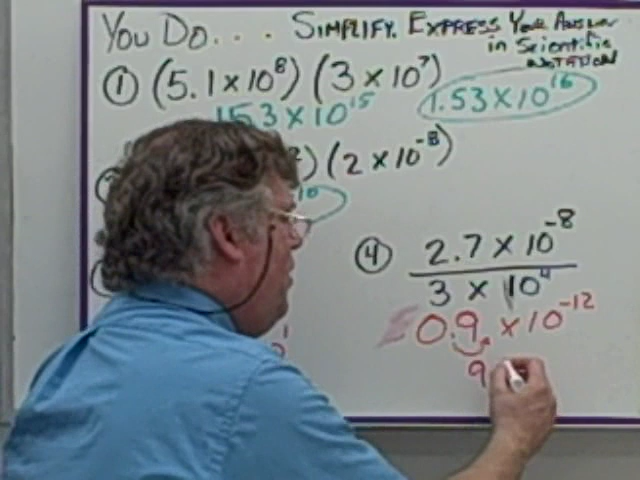 YOU DO.... SIMPLIFY. EXPRESS Your Answer
in Scientific
NOTATION
① (5.1 × 10⁸) (3 × 10⁷)
15.3 × 10¹⁵ 1.53 × 10¹⁶
) (2 × 10⁻⁸)
10
④ 2.7 × 10⁻⁸
3 × 10⁴
0.9 × 10⁻¹²
9